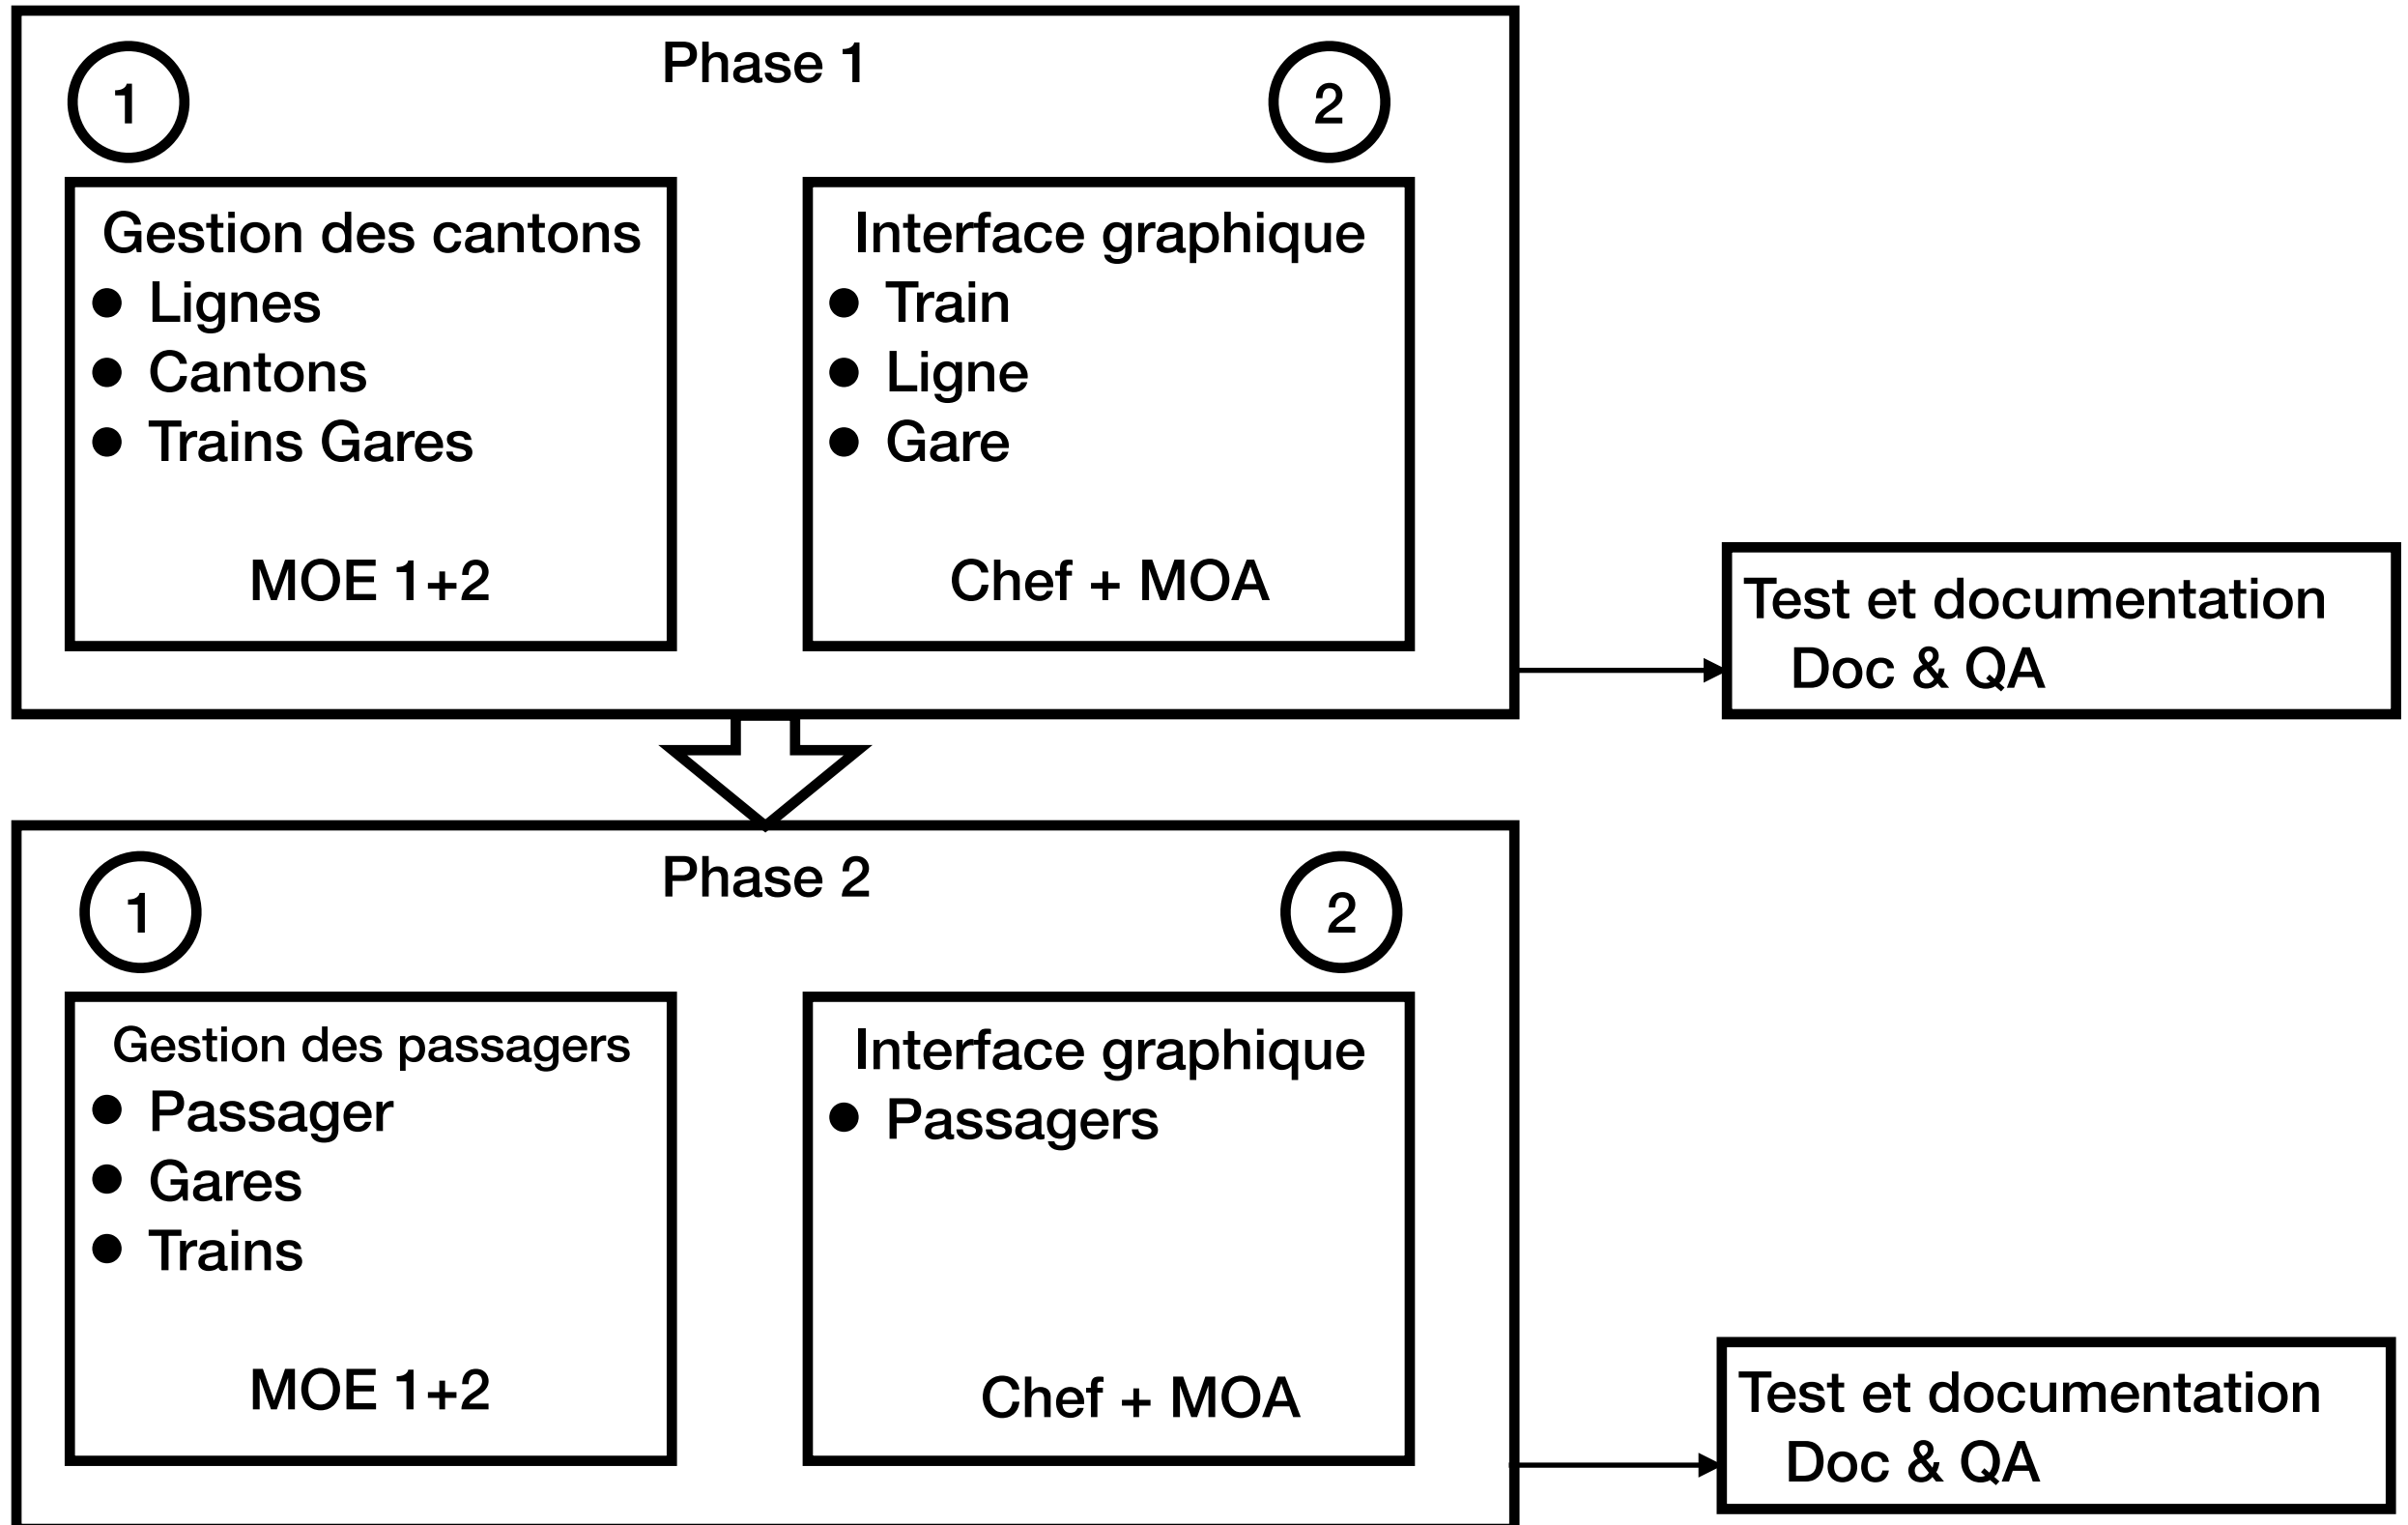 Phase 1
1
2
Gestion des cantons
● Lignes
● Cantons
● Trains Gares
MOE 1+2
Interface graphique
● Train
● Ligne
● Gare
Chef + MOA
Test et documentation
Doc & QA
Phase 2
1
2
Gestion des passagers
● Passager
● Gares
● Trains
MOE 1+2
Interface graphique
● Passagers
Chef + MOA
Test et documentation
Doc & QA